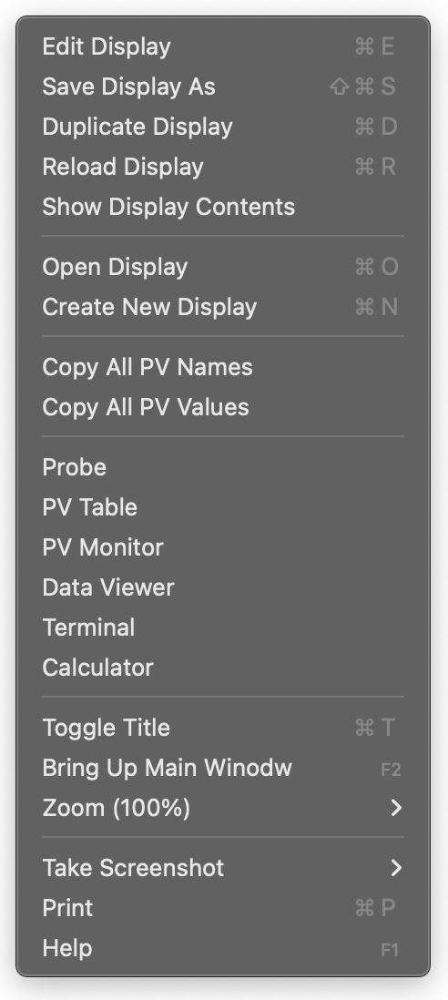 Edit Display ⌘ E
Save Display As ⇧ ⌘ S
Duplicate Display ⌘ D
Reload Display ⌘ R
Show Display Contents
Open Display ⌘ O
Create New Display ⌘ N
Copy All PV Names
Copy All PV Values
Probe
PV Table
PV Monitor
Data Viewer
Terminal
Calculator
Toggle Title ⌘ T
Bring Up Main Winodw F2
Zoom (100%)
Take Screenshot
Print ⌘ P
Help F1